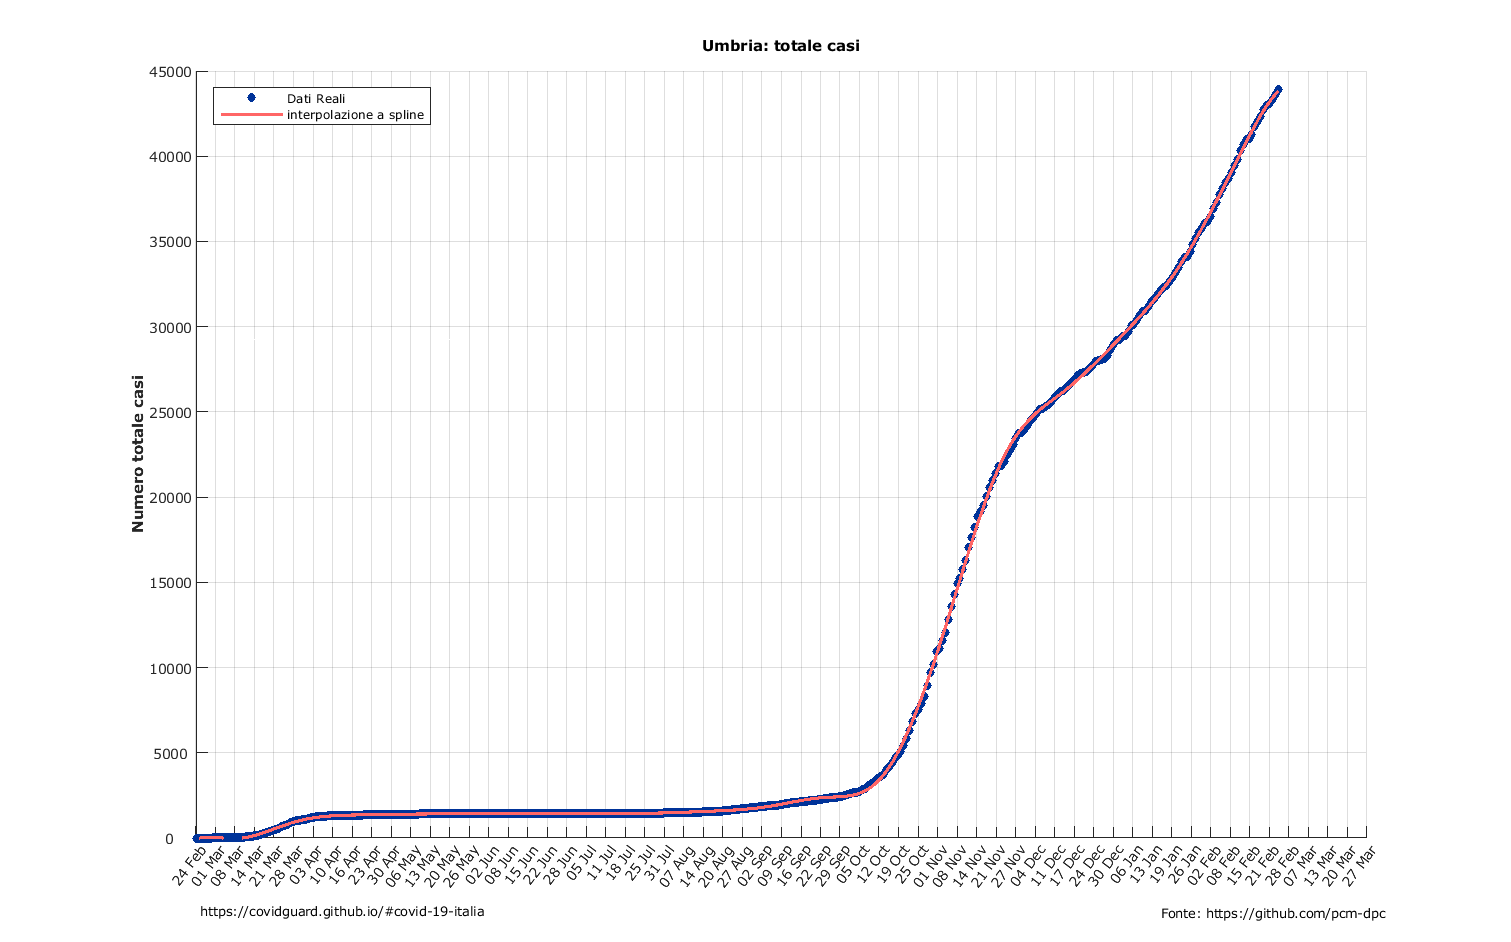 Umbria: totale casi
Dati Reali
interpolazione a spline
Numero totale casi
45000
40000
35000
30000
25000
20000
15000
10000
5000
0
24 Feb
01 Mar
08 Mar
14 Mar
21 Mar
28 Mar
03 Apr
10 Apr
16 Apr
23 Apr
30 Apr
06 May
13 May
20 May
26 May
02 Jun
08 Jun
15 Jun
22 Jun
28 Jun
05 Jul
11 Jul
18 Jul
25 Jul
31 Jul
07 Aug
14 Aug
20 Aug
27 Aug
02 Sep
09 Sep
16 Sep
22 Sep
29 Sep
05 Oct
12 Oct
19 Oct
25 Oct
01 Nov
08 Nov
14 Nov
21 Nov
27 Nov
04 Dec
11 Dec
17 Dec
24 Dec
30 Dec
06 Jan
13 Jan
19 Jan
26 Jan
02 Feb
08 Feb
15 Feb
21 Feb
28 Feb
07 Mar
13 Mar
20 Mar
27 Mar
https://covidguard.github.io/#covid-19-italia
Fonte: https://github.com/pcm-dpc